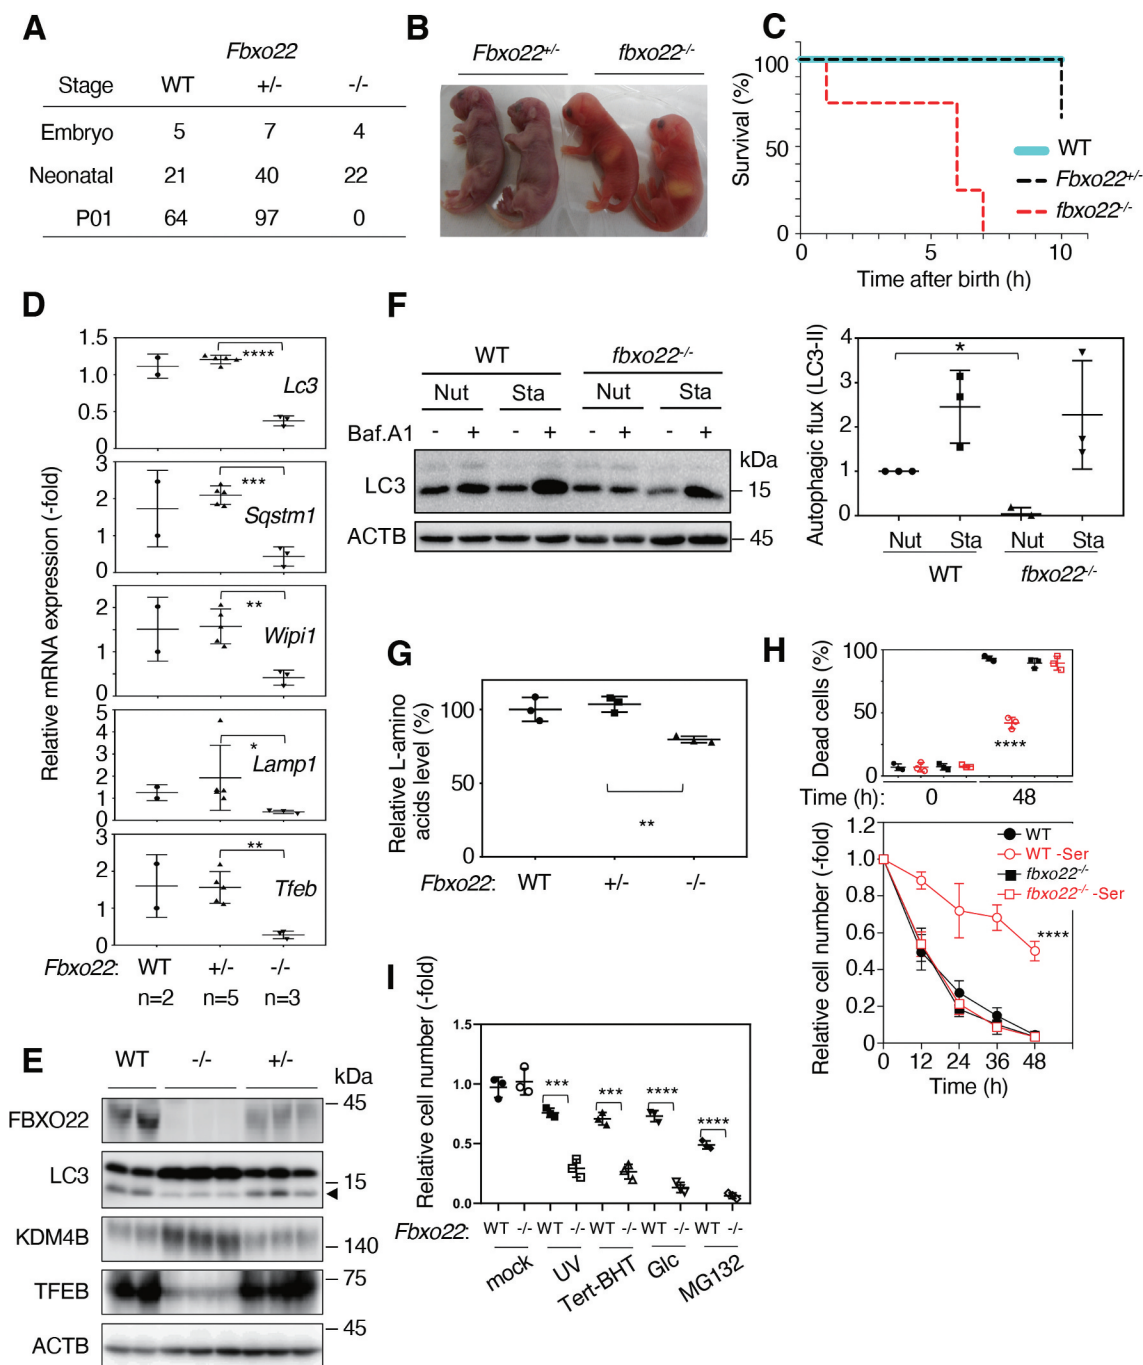 A
Fbxo22
Stage WT +/- -/-
Embryo 5 7 4
Neonatal 21 40 22
P01 64 97 0
B
Fbxo22+/- fbxo22-/-
C
Survival (%)
100
50
0
0 5 10
Time after birth (h)
WT
Fbxo22+/-
fbxo22-/-
D
Relative mRNA expression (-fold)
1.5
1.0
0.5
0
****
Lc3
3
2
1
0
***
Sqstm1
2
1
0
**
Wipi1
5
4
3
2
1
0
*
Lamp1
3
2
1
0
**
Tfeb
Fbxo22: WT +/- -/-
n=2 n=5 n=3
E
WT -/- +/-
kDa
FBXO22
45
LC3
15
KDM4B
140
TFEB
75
ACTB
45
F
WT fbxo22-/-
Nut Sta Nut Sta
Baf.A1 - + - + - + - +
kDa
LC3
15
ACTB
45
Autophagic flux (LC3-II)
4
3
2
1
0
*
Nut Sta Nut Sta
WT fbxo22-/-
G
Relative L-amino
acids level (%)
100
50
0
**
Fbxo22: WT +/- -/-
H
Dead cells (%)
100
50
0
****
Time (h): 0 48
Relative cell number (-fold)
1.2
1.0
0.8
0.6
0.4
0.2
0
WT
WT -Ser
fbxo22-/-
fbxo22-/- -Ser
****
0 12 24 36 48
Time (h)
I
Relative cell number (-fold)
1.5
1.0
0.5
0.0
*** *** **** ****
Fbxo22: WT -/- WT -/- WT -/- WT -/- WT -/-
mock UV Tert-BHT Glc MG132